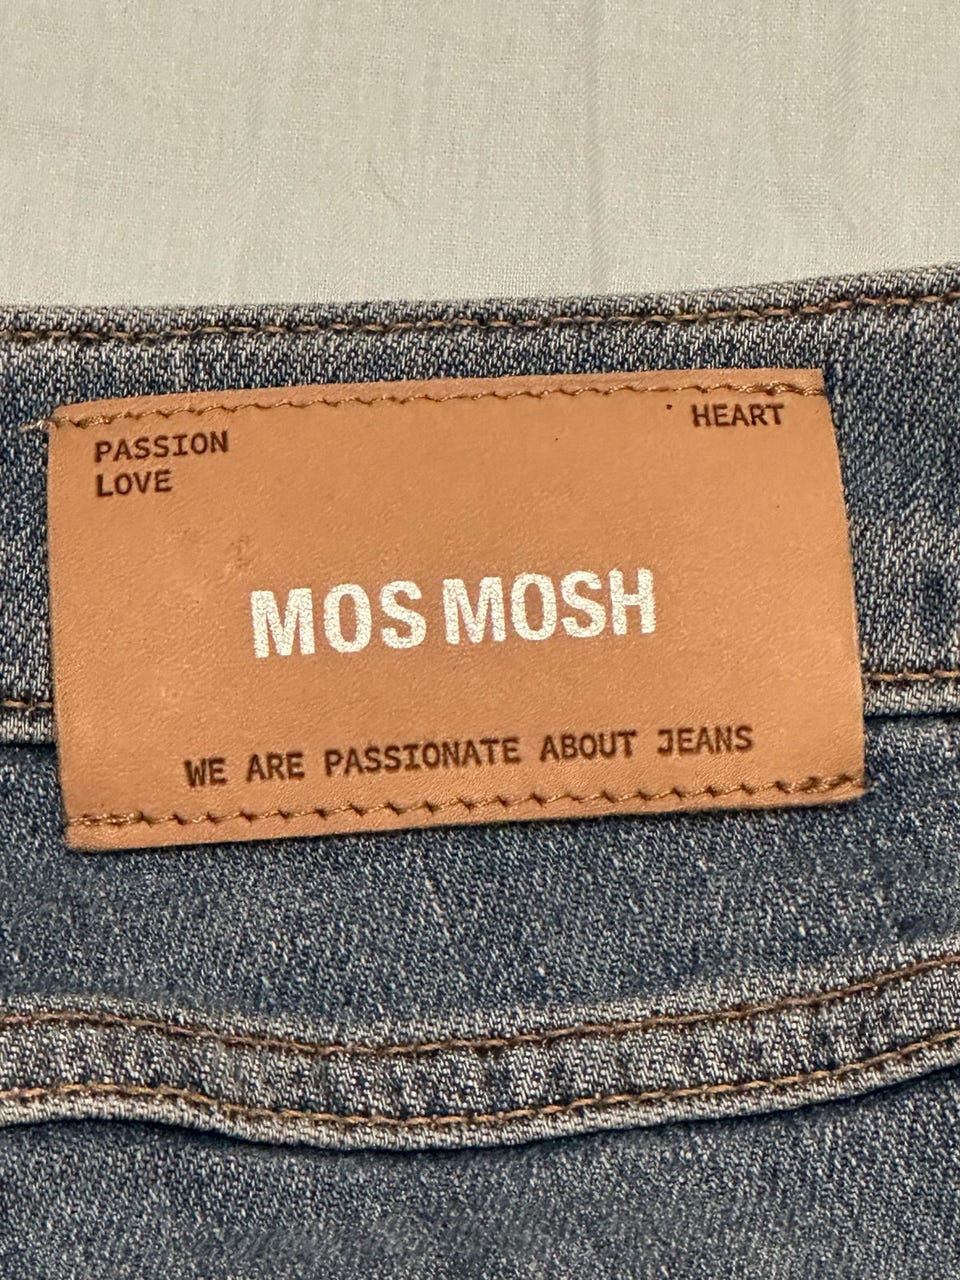 PASSION
LOVE
HEART
MOS MOSH
WE ARE PASSIONATE ABOUT JEANS